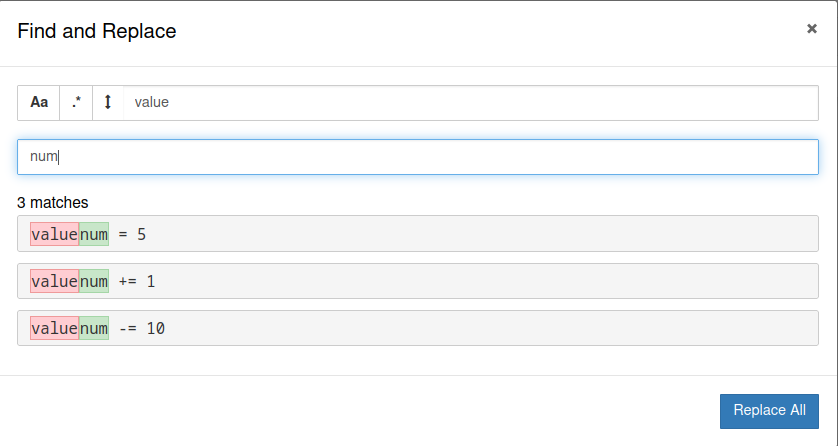 Find and Replace ×
Aa .* value
num
3 matches
valuenum = 5
valuenum += 1
valuenum -= 10
Replace All